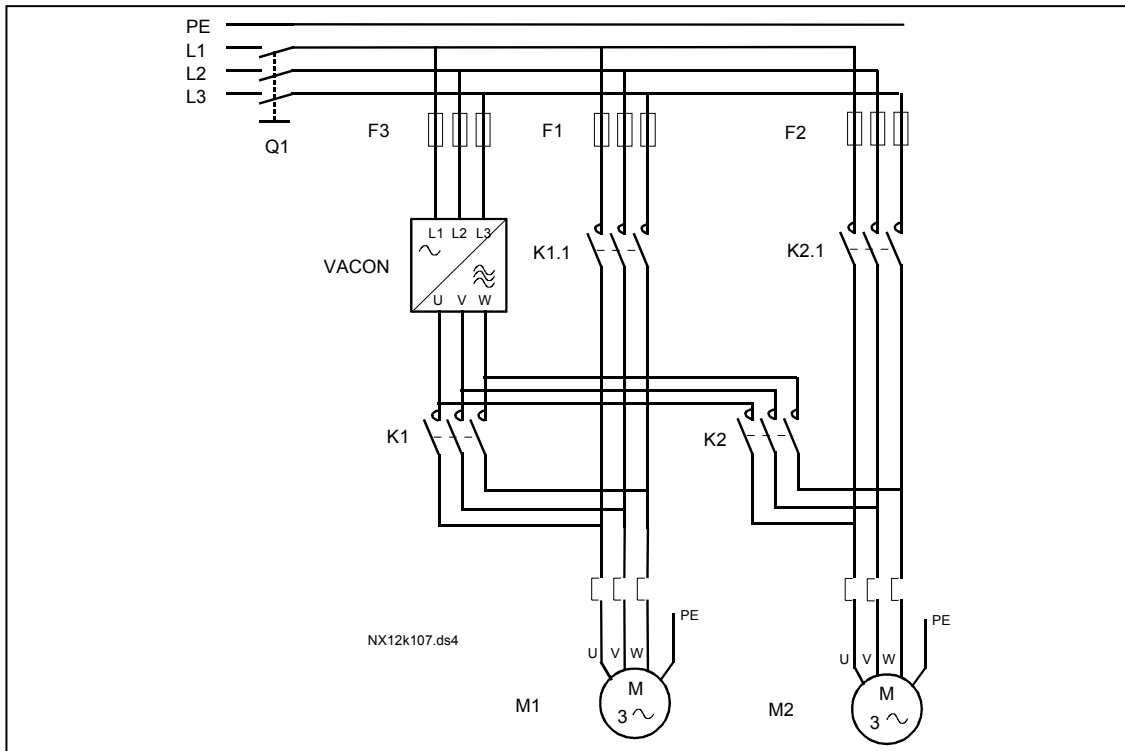 PE
L1
L2
L3
Q1
F3
F1
F2
L1 L2 L3
VACON
U V W
K1.1
K2.1
K1
K2
NX12k107.ds4
PE
PE
U V W
U V W
M1
M
3
M2
M
3